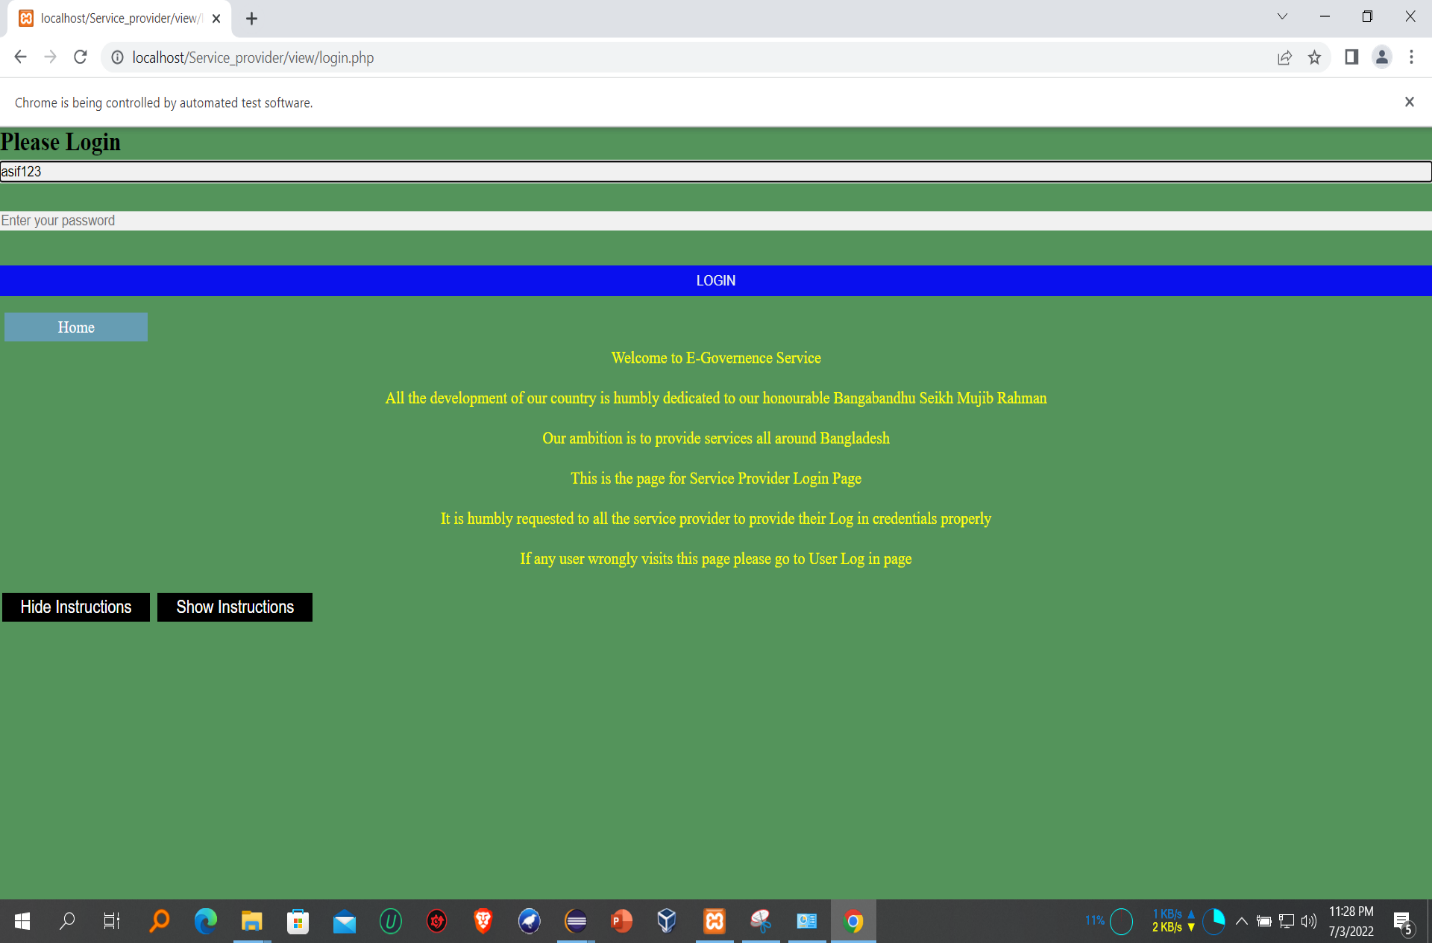 localhost/Service_provider/view/l
localhost/Service_provider/view/login.php
Chrome is being controlled by automated test software.
Please Login
asif123
Enter your password
LOGIN
Home
Welcome to E-Governence Service
All the development of our country is humbly dedicated to our honourable Bangabandhu Seikh Mujib Rahman
Our ambition is to provide services all around Bangladesh
This is the page for Service Provider Login Page
It is humbly requested to all the service provider to provide their Log in credentials properly
If any user wrongly visits this page please go to User Log in page
Hide Instructions Show Instructions
11% 1 KB/s 11:28 PM
2 KB/s 7/3/2022 5